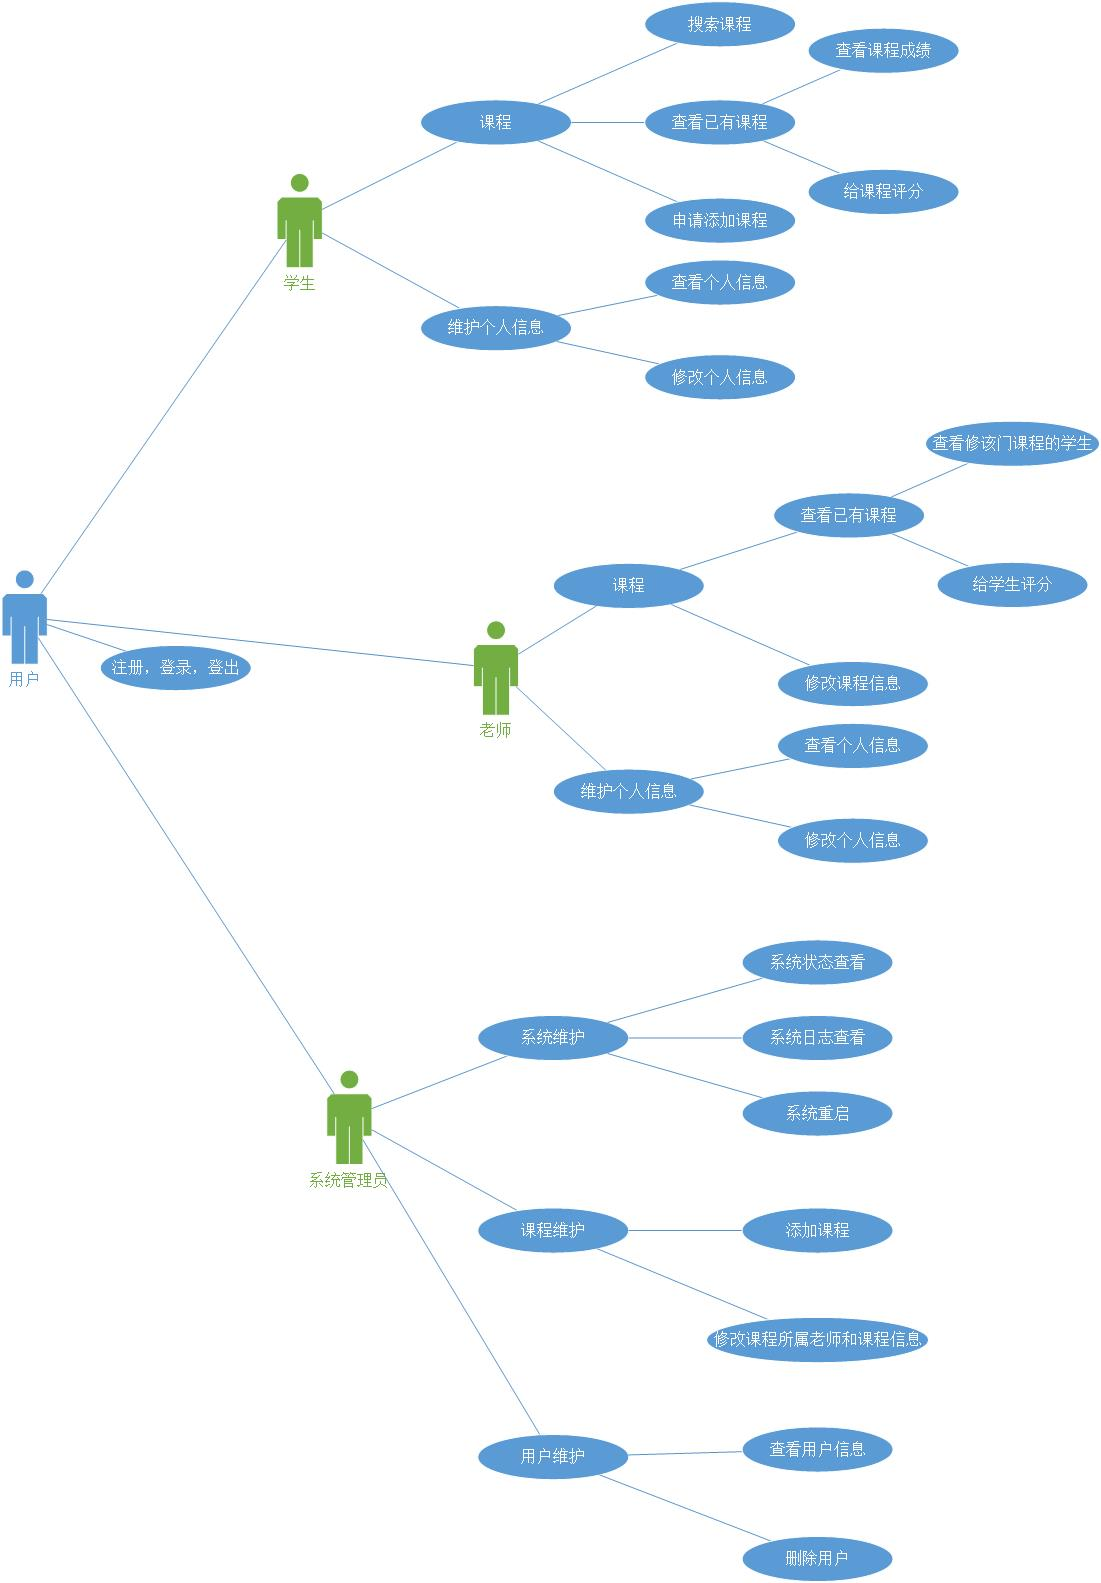 搜索课程
查看课程成绩
课程
查看已有课程
给课程评分
申请添加课程
学生
查看个人信息
维护个人信息
修改个人信息
查看修该门课程的学生
查看已有课程
课程
给学生评分
用户
注册，登录，登出
修改课程信息
老师
查看个人信息
维护个人信息
修改个人信息
系统状态查看
系统维护
系统日志查看
系统重启
系统管理员
课程维护
添加课程
修改课程所属老师和课程信息
用户维护
查看用户信息
删除用户